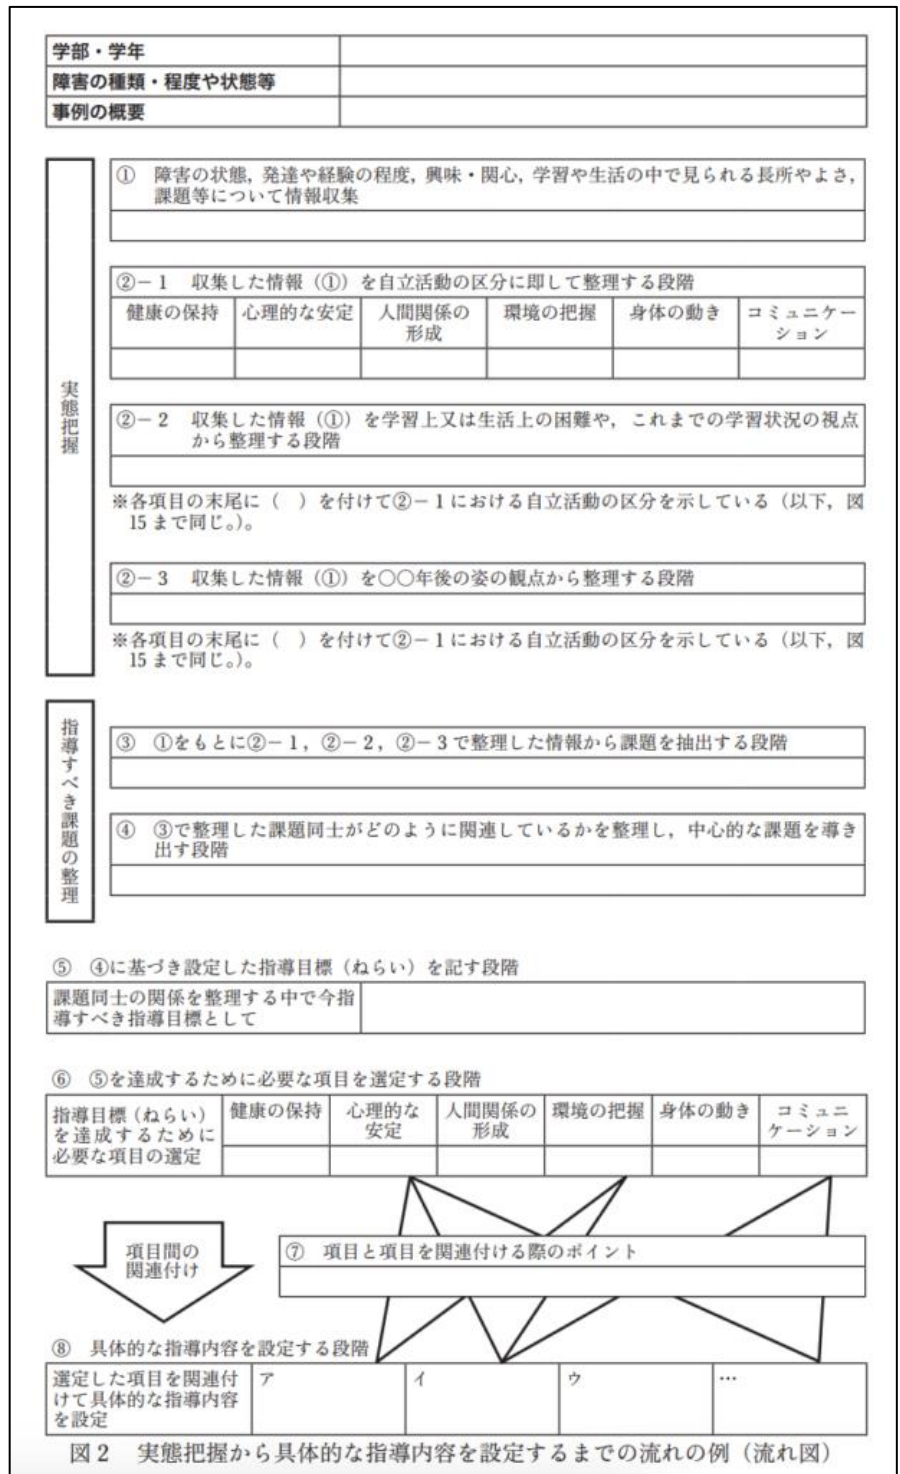 学部・学年
障害の種類・程度や状態等
事例の概要
実態把握
① 障害の状態，発達や経験の程度，興味・関心，学習や生活の中で見られる長所やよさ，
課題等について情報収集
②－１ 収集した情報（①）を自立活動の区分に即して整理する段階
健康の保持 心理的な安定 人間関係の 環境の把握 身体の動き コミュニケー
形成 ション
②－２ 収集した情報（①）を学習上又は生活上の困難や，これまでの学習状況の視点
から整理する段階
※各項目の末尾に（ ）を付けて②－１における自立活動の区分を示している（以下，図
15まで同じ。）。
②－３ 収集した情報（①）を〇〇年後の姿の観点から整理する段階
※各項目の末尾に（ ）を付けて②－１における自立活動の区分を示している（以下，図
15まで同じ。）。
指導すべき課題の整理
③ ①をもとに②－１，②－２，②－３で整理した情報から課題を抽出する段階
④ ③で整理した課題同士がどのように関連しているかを整理し，中心的な課題を導き
出す段階
⑤ ④に基づき設定した指導目標（ねらい）を記す段階
課題同士の関係を整理する中で今指
導すべき指導目標として
⑥ ⑤を達成するために必要な項目を選定する段階
指導目標（ねらい）
を達成するために
必要な項目の選定
健康の保持 心理的な 人間関係の 環境の把握 身体の動き コミュニ
安定 形成 ケーション
項目間の
関連付け
⑦ 項目と項目を関連付ける際のポイント
⑧ 具体的な指導内容を設定する段階
選定した項目を関連付
けて具体的な指導内容
を設定
ア イ ウ …
図２ 実態把握から具体的な指導内容を設定するまでの流れの例（流れ図）